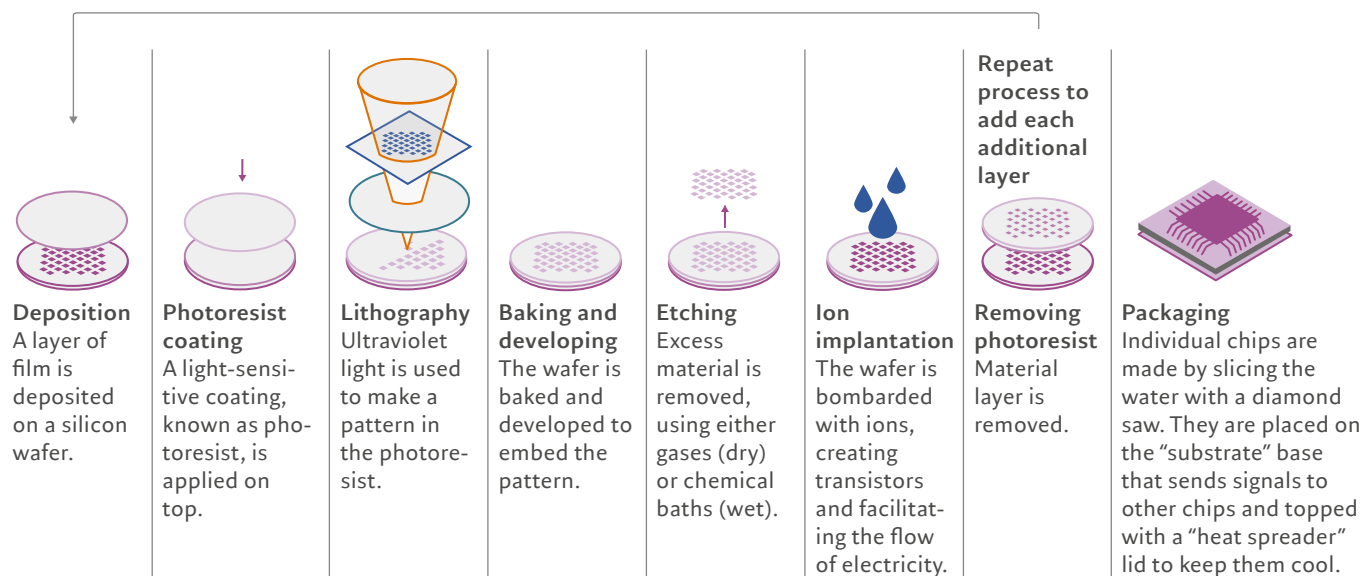 Deposition
A layer of
film is
deposited
on a silicon
wafer.
Photoresist
coating
A light-sensi-
tive coating,
known as pho-
toresist, is
applied on
top.
Lithography
Ultraviolet
light is used
to make a
pattern in
the photore-
sist.
Baking and
developing
The wafer is
baked and
developed to
embed the
pattern.
Etching
Excess
material is
removed,
using either
gases (dry)
or chemical
baths (wet).
Ion
implantation
The wafer is
bombarded
with ions,
creating
transistors
and facilitat-
ing the flow
of electricity.
Repeat
process to
add each
additional
layer
Removing
photoresist
Material
layer is
removed.
Packaging
Individual chips are
made by slicing the
water with a diamond
saw. They are placed on
the “substrate” base
that sends signals to
other chips and topped
with a “heat spreader”
lid to keep them cool.